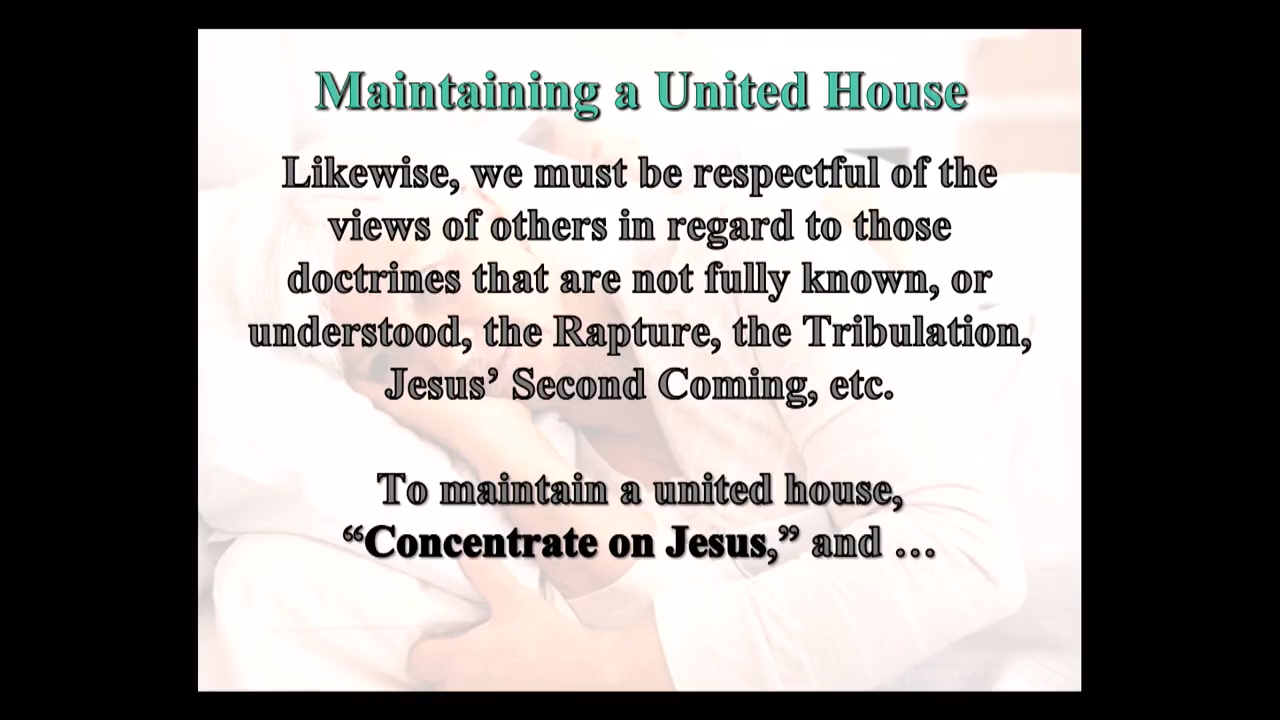 Maintaining a United House
Likewise, we must be respectful of the
views of others in regard to those
doctrines that are not fully known, or
understood, the Rapture, the Tribulation,
Jesus’ Second Coming, etc.
To maintain a united house,
“Concentrate on Jesus,” and …